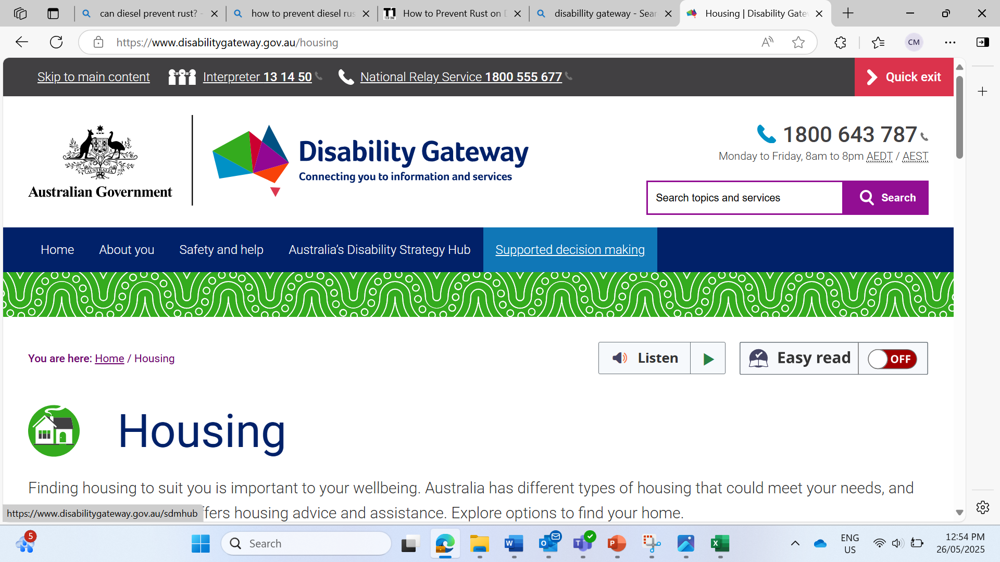 can diesel prevent rust? -
how to prevent diesel rus
T1
TIER ONE
How to Prevent Rust on D
disabillity gateway - Sear
Housing | Disability Gatew
https://www.disabilitygateway.gov.au/housing
CM
Skip to main content
Interpreter 13 14 50
National Relay Service 1800 555 677
Quick exit
AUSTRALIA
Australian Government
Disability Gateway
Connecting you to information and services
1800 643 787
Monday to Friday, 8am to 8pm AEDT / AEST
Search topics and services
Search
Home
About you
Safety and help
Australia’s Disability Strategy Hub
Supported decision making
You are here: Home / Housing
Listen
Easy read
OFF
Housing
Finding housing to suit you is important to your wellbeing. Australia has different types of housing that could meet your needs, and
https://www.disabilitygateway.gov.au/sdmhub
ffers housing advice and assistance. Explore options to find your home.
5
Search
ENG
US
12:54 PM
26/05/2025